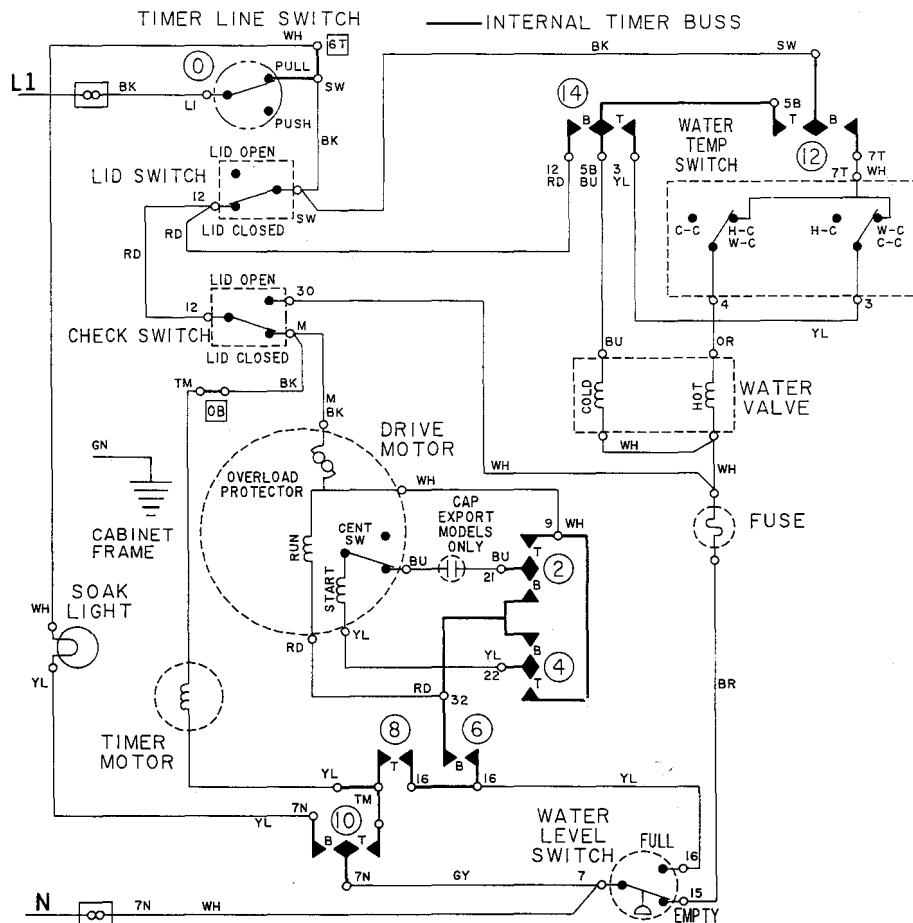 TIMER LINE SWITCH
INTERNAL TIMER BUSS
WH
6T
BK
SW
0
PULL
L1
BK
SW
L1
PUSH
BK
14
5B
B T
T B
LID OPEN
WATER TEMP SWITCH
12
LID SWITCH
12 RD
5B BU
3 YL
7T
WH
7T
12
SW
LID CLOSED
RD
C-C
H-C W-C
H-C
W-C C-C
RD
LID OPEN
30
12
4
3
CHECK SWITCH
M
YL
LID CLOSED
BU
OR
TM
BK
0B
M
BK
COLD
HOT
WATER VALVE
GN
DRIVE MOTOR
WH
WH
WH
OVERLOAD PROTECTOR
WH
CAP EXPORT MODELS ONLY
9
WH
FUSE
CABINET FRAME
CENT SW
RUN
BU
BU
21
T
2
B
SOAK LIGHT
START
WH
YL
YL
22
B
4
T
YL
RD
RD
32
BR
TIMER MOTOR
8
6
T
B
YL
16
16
YL
TM
7N
YL
10
B T
WATER LEVEL SWITCH
FULL
16
7N
GY
7
15
N
7N
WH
EMPTY